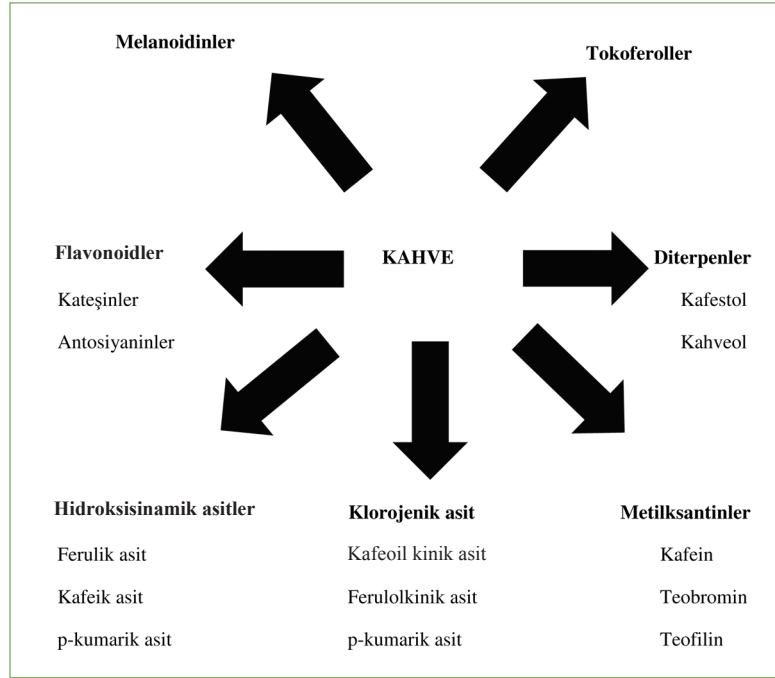 Melanoidinler
Tokoferoller
KAHVE
Flavonoidler
Kateşinler
Antosiyaninler
Diterpenler
Kafestol
Kahveol
Hidroksisinamik asitler
Ferulik asit
Kafeik asit
p-kumarik asit
Klorojenik asit
Kafeoil kinik asit
Ferulolkinik asit
p-kumarik asit
Metilksantinler
Kafein
Teobromin
Teofilin